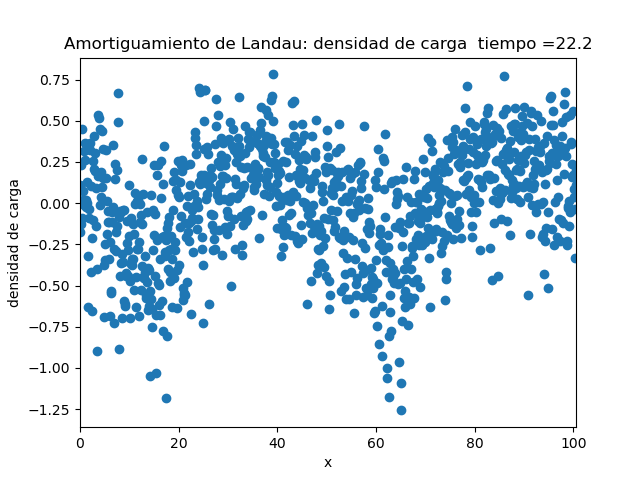 Amortiguamiento de Landau: densidad de carga  tiempo =22.2
densidad de carga
0.75
0.50
0.25
0.00
−0.25
−0.50
−0.75
−1.00
−1.25
0 20 40 60 80 100
x